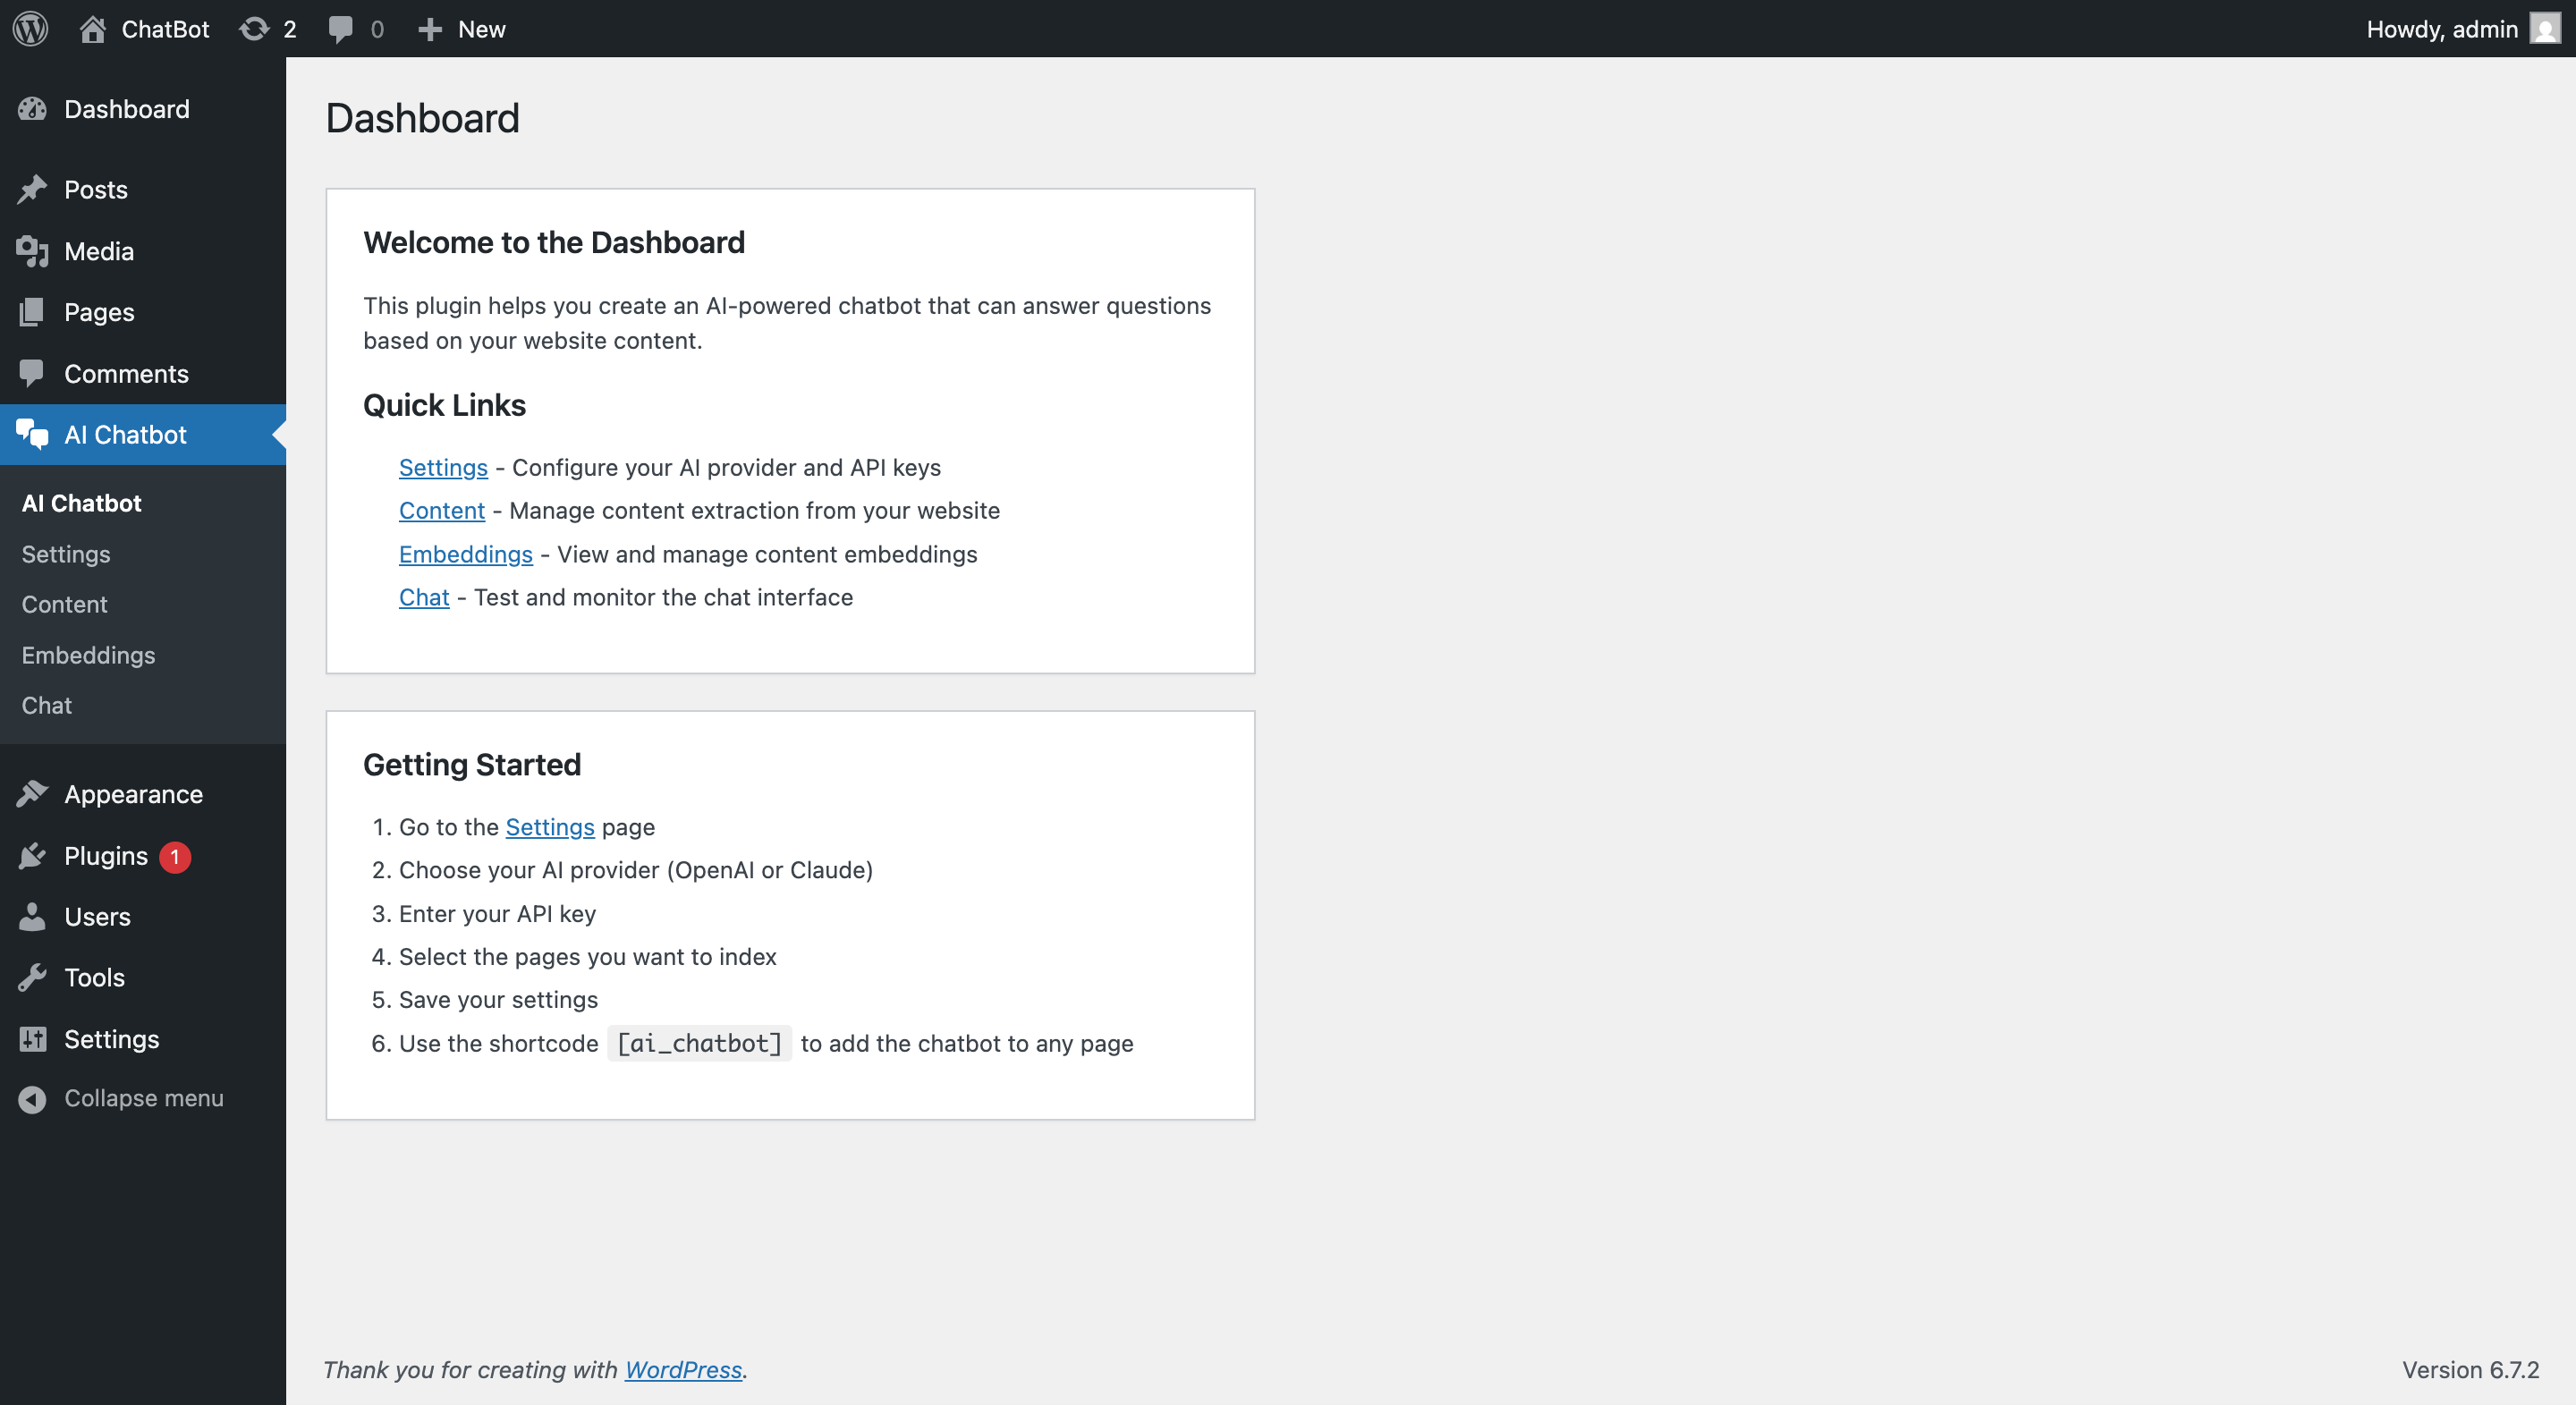 ChatBot 2 0 New Howdy, admin
Dashboard
Posts
Media
Pages
Comments
AI Chatbot
AI Chatbot
Settings
Content
Embeddings
Chat
Appearance
Plugins 1
Users
Tools
Settings
Collapse menu
Dashboard
Welcome to the Dashboard
This plugin helps you create an AI-powered chatbot that can answer questions
based on your website content.
Quick Links
Settings - Configure your AI provider and API keys
Content - Manage content extraction from your website
Embeddings - View and manage content embeddings
Chat - Test and monitor the chat interface
Getting Started
1. Go to the Settings page
2. Choose your AI provider (OpenAI or Claude)
3. Enter your API key
4. Select the pages you want to index
5. Save your settings
6. Use the shortcode [ai_chatbot] to add the chatbot to any page
Thank you for creating with WordPress.
Version 6.7.2